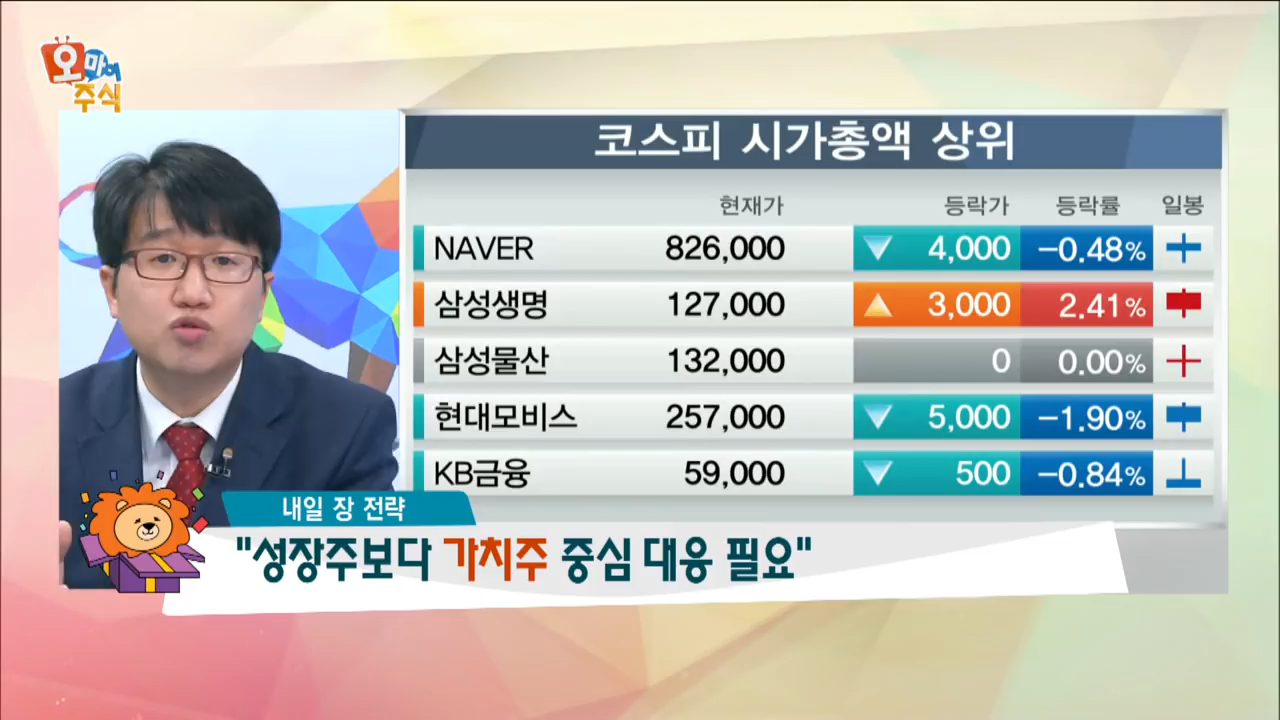 오마이
주식
코스피 시가총액 상위
현재가 등락가 등락률 일봉
NAVER 826,000 ▼ 4,000 -0.48%
삼성생명 127,000 ▲ 3,000 2.41%
삼성물산 132,000 0 0.00%
현대모비스 257,000 ▼ 5,000 -1.90%
KB금융 59,000 ▼ 500 -0.84%
내일 장 전략
"성장주보다 가치주 중심 대응 필요"